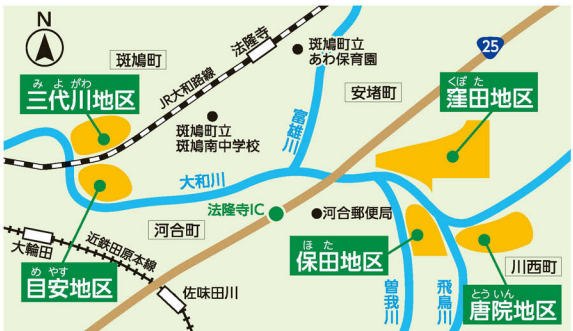 N
斑鳩町
法隆寺
斑鳩町立
あわ保育園
25
みよがわ
三代川地区
JR大和路線
安堵町
くぼた
窪田地区
斑鳩町立
斑鳩南中学校
富雄川
大和川
法隆寺IC
河合郵便局
河合町
大輪田
近鉄田原本線
めやす
目安地区
佐味田川
ほた
保田地区
曽我川
飛鳥川
川西町
とういん
唐院地区